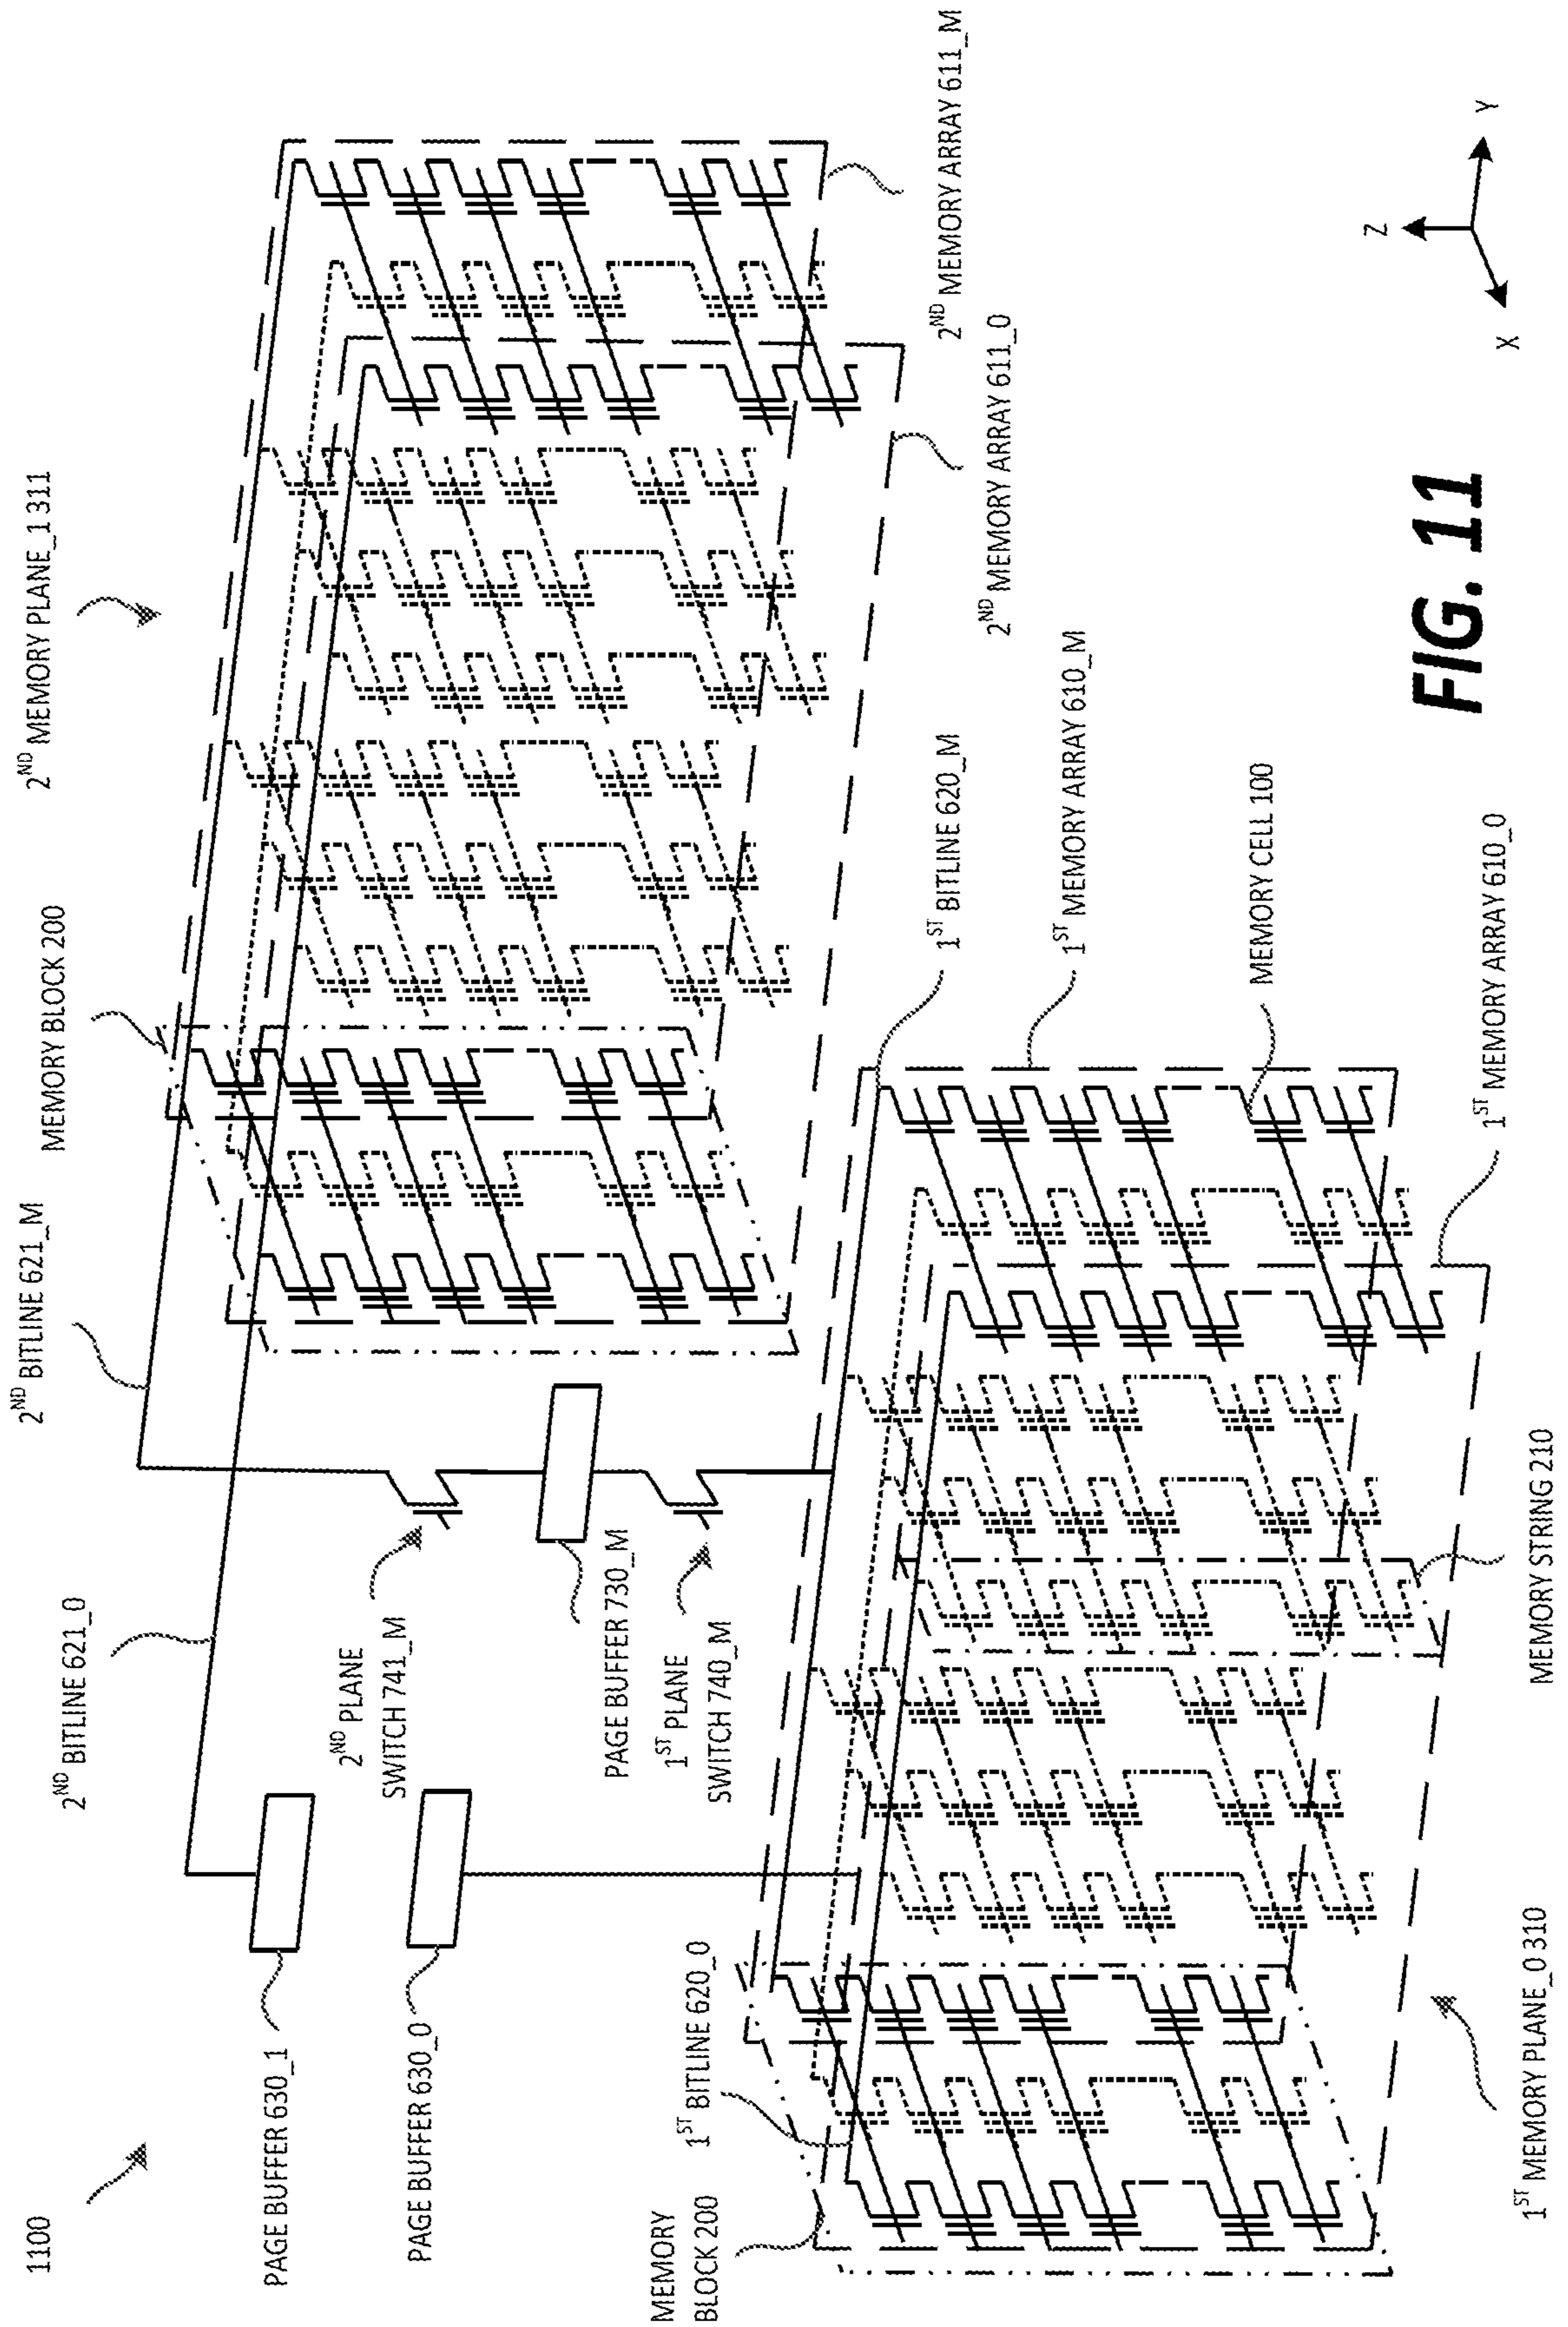 1100
2ND BITLINE 621_0
2ND BITLINE 621_M
MEMORY BLOCK 200
2ND MEMORY PLANE_1 311
PAGE BUFFER 630_1
PAGE BUFFER 630_0
2ND PLANE
SWITCH 741_M
PAGE BUFFER 730_M
1ST PLANE
SWITCH 740_M
2ND MEMORY ARRAY 611_M
2ND MEMORY ARRAY 611_0
MEMORY
BLOCK 200
1ST BITLINE 620_0
1ST BITLINE 620_M
1ST MEMORY ARRAY 610_M
MEMORY CELL 100
1ST MEMORY ARRAY 610_0
MEMORY STRING 210
1ST MEMORY PLANE_0 310
Z
Y
X
FIG. 11